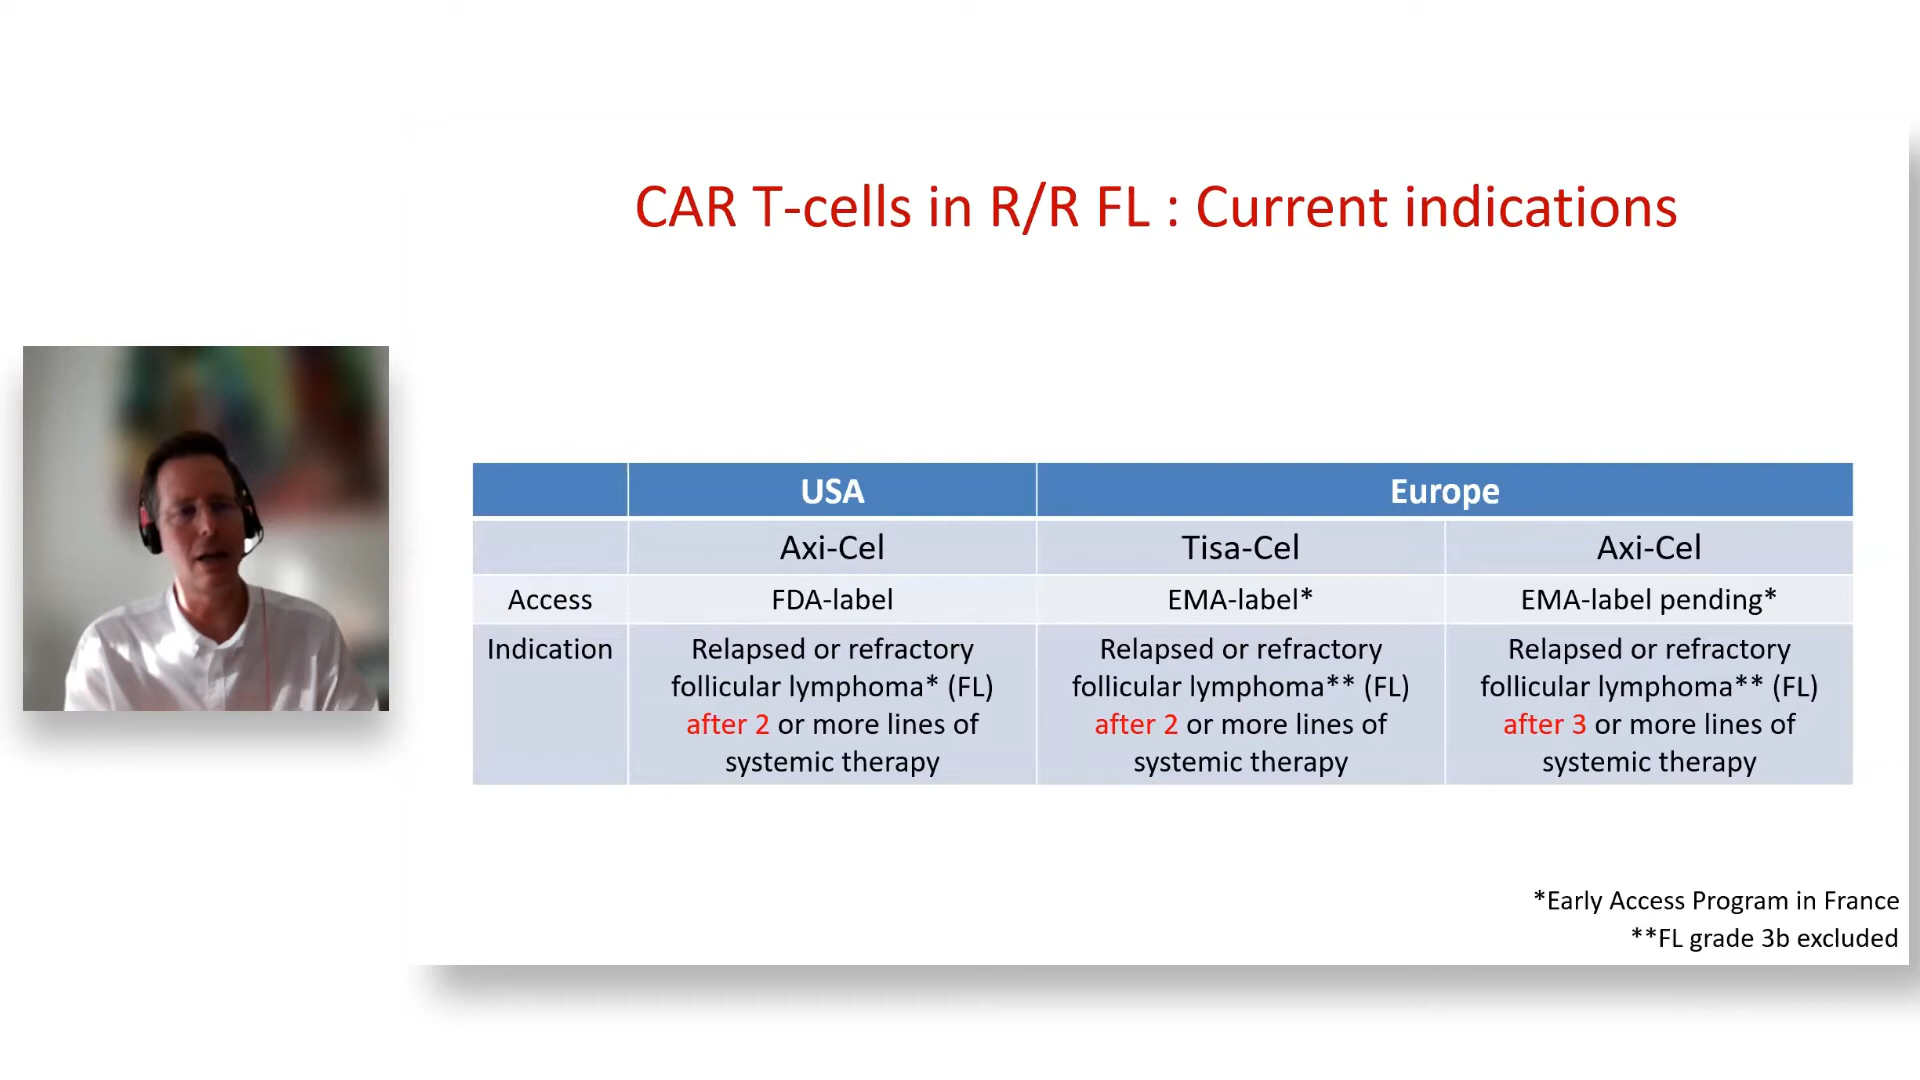 CAR T-cells in R/R FL : Current indications
USA
Europe
Axi-Cel
Tisa-Cel
Axi-Cel
Access
FDA-label
EMA-label*
EMA-label pending*
Indication
Relapsed or refractory
follicular lymphoma* (FL)
after 2 or more lines of
systemic therapy
Relapsed or refractory
follicular lymphoma** (FL)
after 2 or more lines of
systemic therapy
Relapsed or refractory
follicular lymphoma** (FL)
after 3 or more lines of
systemic therapy
*Early Access Program in France
**FL grade 3b excluded